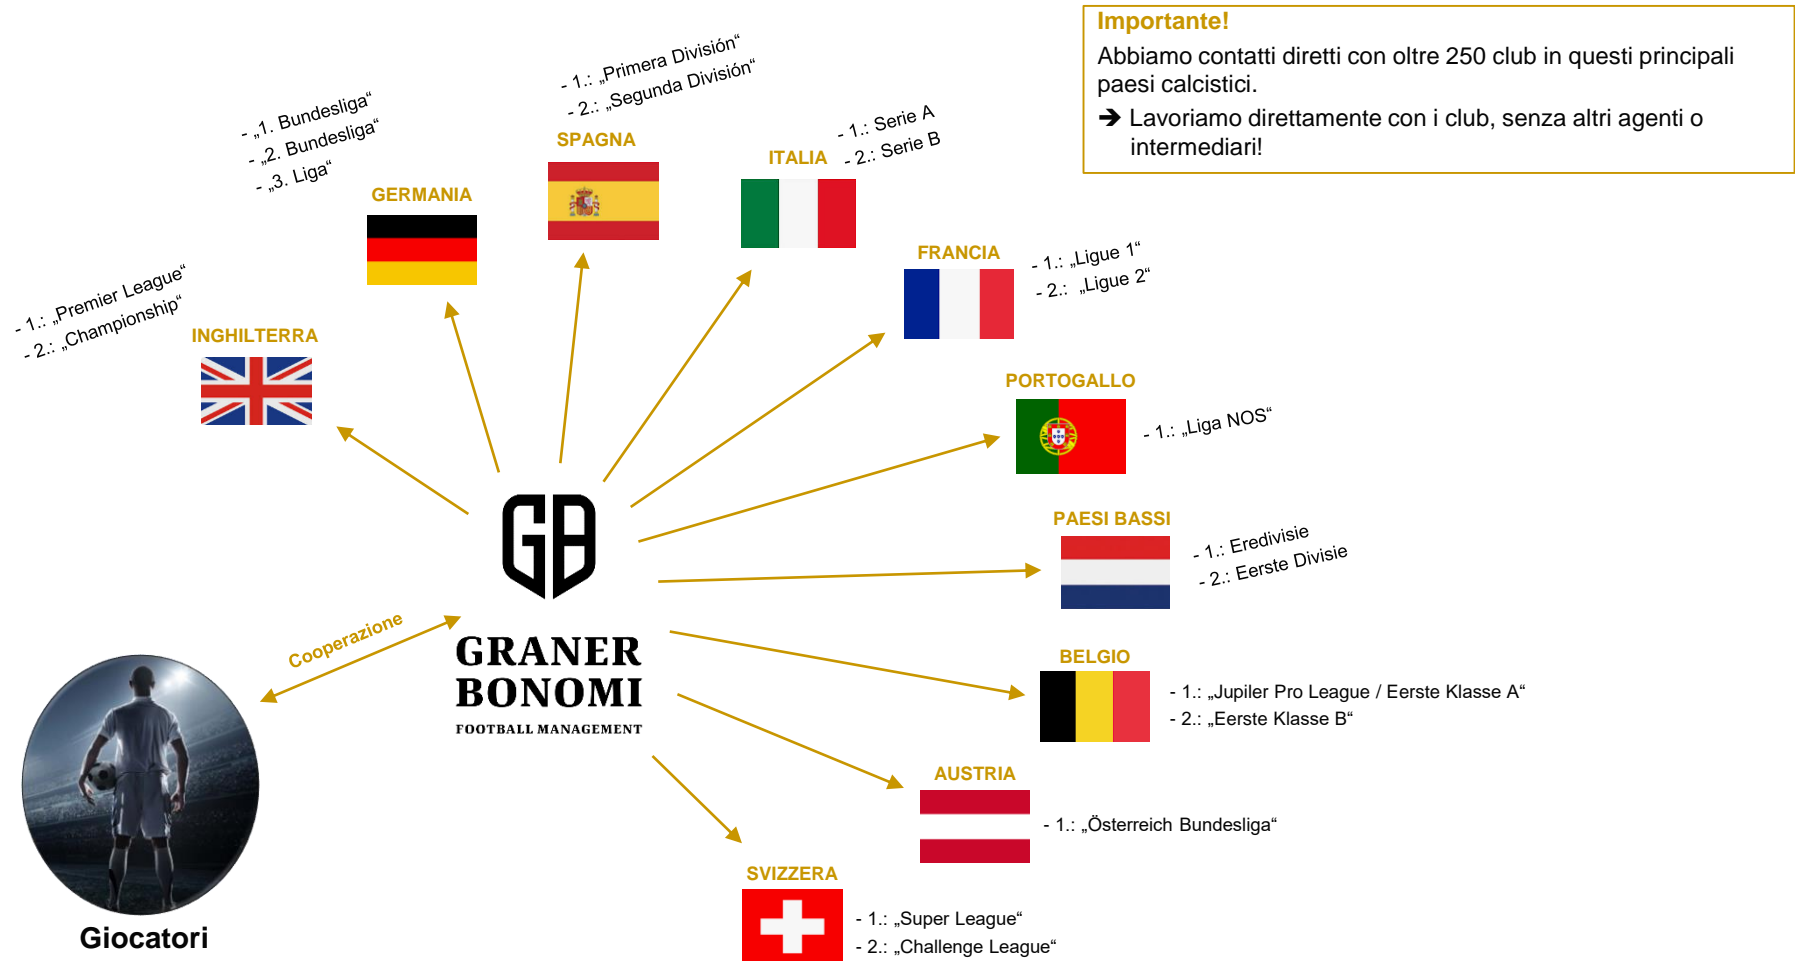 Importante!
Abbiamo contatti diretti con oltre 250 club in questi principali
paesi calcistici.
➔ Lavoriamo direttamente con i club, senza altri agenti o
intermediari!
- 1.: „Primera División“
- 2.: „Segunda División“
SPAGNA
- „1. Bundesliga“
- „2. Bundesliga“
- „3. Liga“
GERMANIA
- 1.: Serie A
- 2.: Serie B
ITALIA
- 1.: „Premier League“
- 2.: „Championship“
INGHILTERRA
FRANCIA
- 1.: „Ligue 1“
- 2.: „Ligue 2“
PORTOGALLO
- 1.: „Liga NOS“
PAESI BASSI
- 1.: Eredivisie
- 2.: Eerste Divisie
GB
GRANER
BONOMI
FOOTBALL MANAGEMENT
Cooperazione
BELGIO
- 1.: „Jupiler Pro League / Eerste Klasse A“
- 2.: „Eerste Klasse B“
AUSTRIA
- 1.: „Österreich Bundesliga“
SVIZZERA
- 1.: „Super League“
- 2.: „Challenge League“
Giocatori